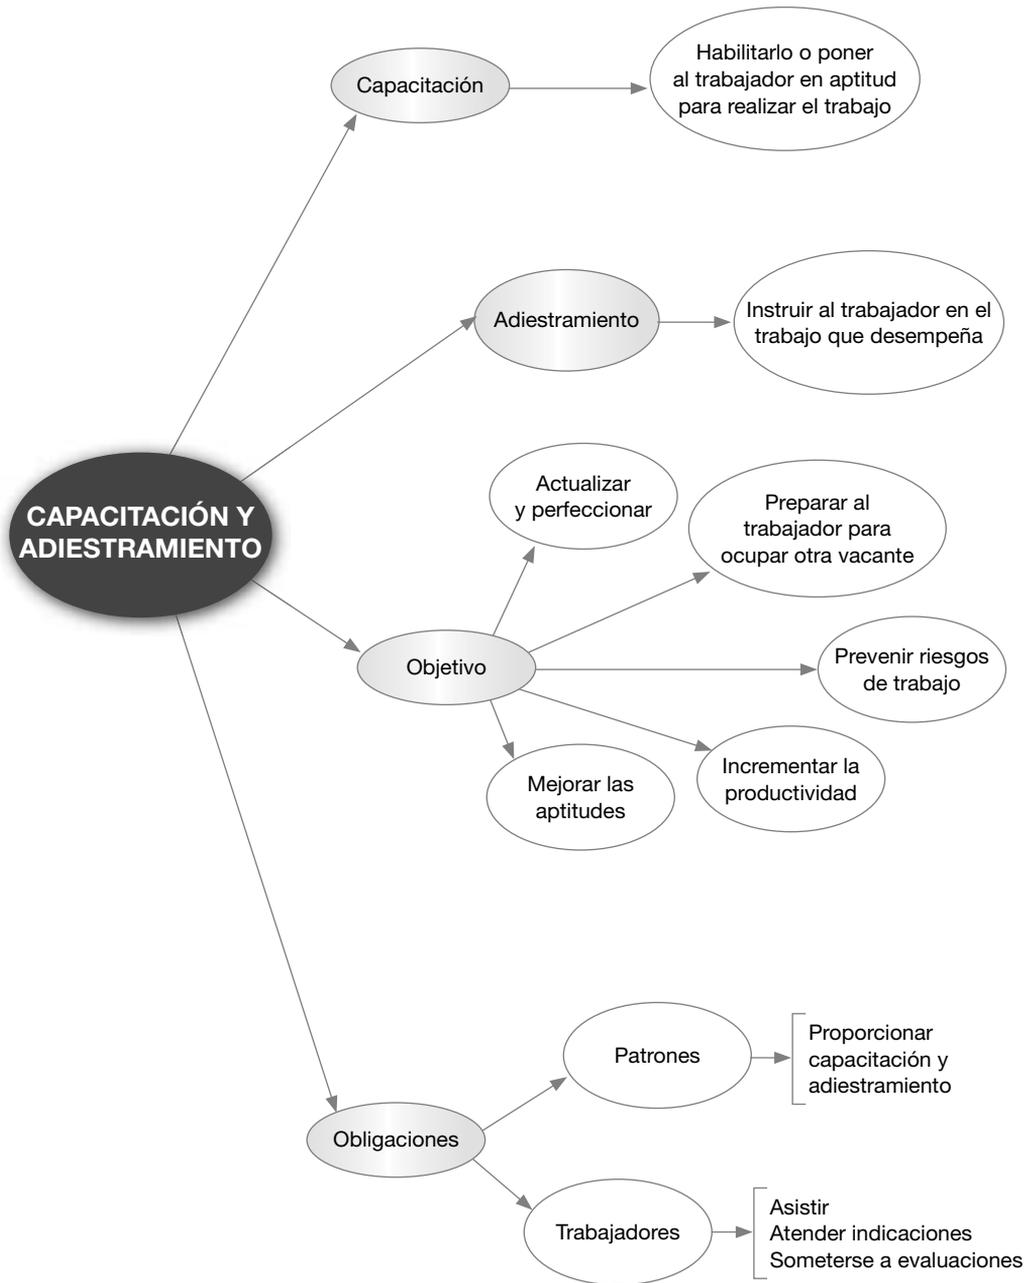 Capacitación
Habilitarlo o poner
al trabajador en aptitud
para realizar el trabajo
Adiestramiento
Instruir al trabajador en el
trabajo que desempeña
CAPACITACIÓN Y
ADIESTRAMIENTO
Actualizar
y perfeccionar
Preparar al
trabajador para
ocupar otra vacante
Objetivo
Prevenir riesgos
de trabajo
Mejorar las
aptitudes
Incrementar la
productividad
Obligaciones
Patrones
Proporcionar
capacitación y
adiestramiento
Trabajadores
Asistir
Atender indicaciones
Someterse a evaluaciones